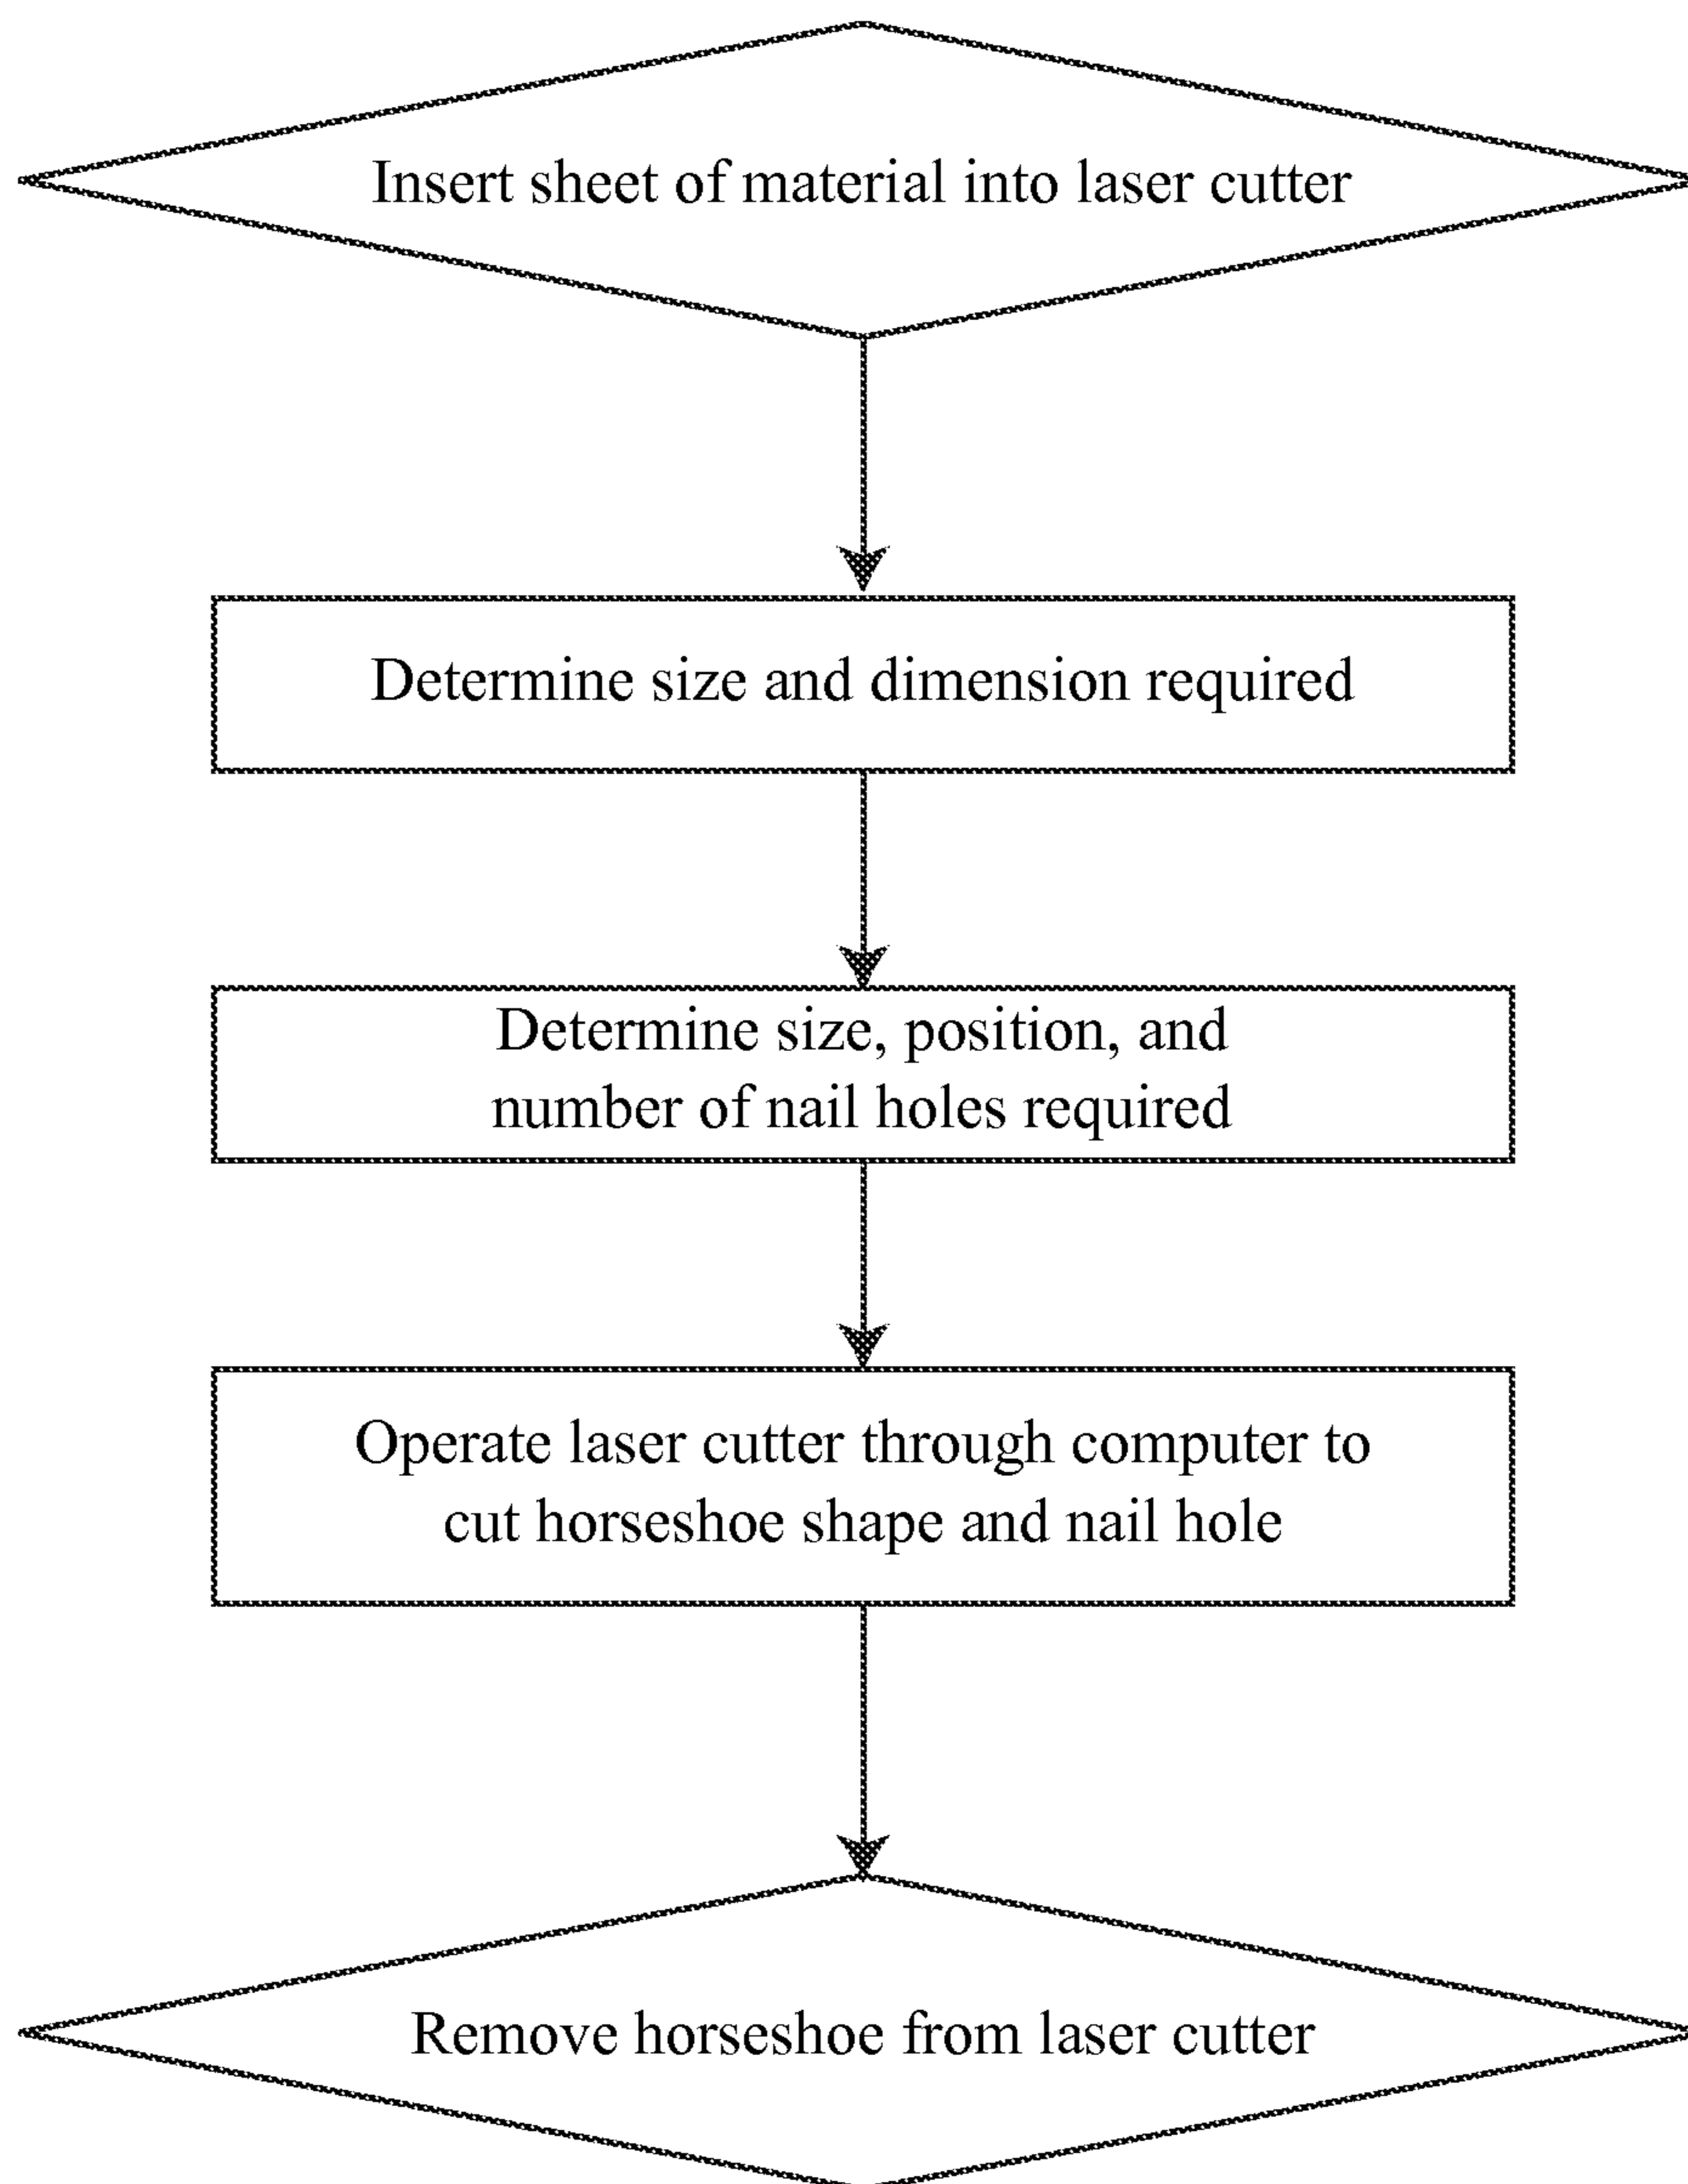 Insert sheet of material into laser cutter
Determine size and dimension required
Determine size, position, and
number of nail holes required
Operate laser cutter through computer to
cut horseshoe shape and nail hole
Remove horseshoe from laser cutter